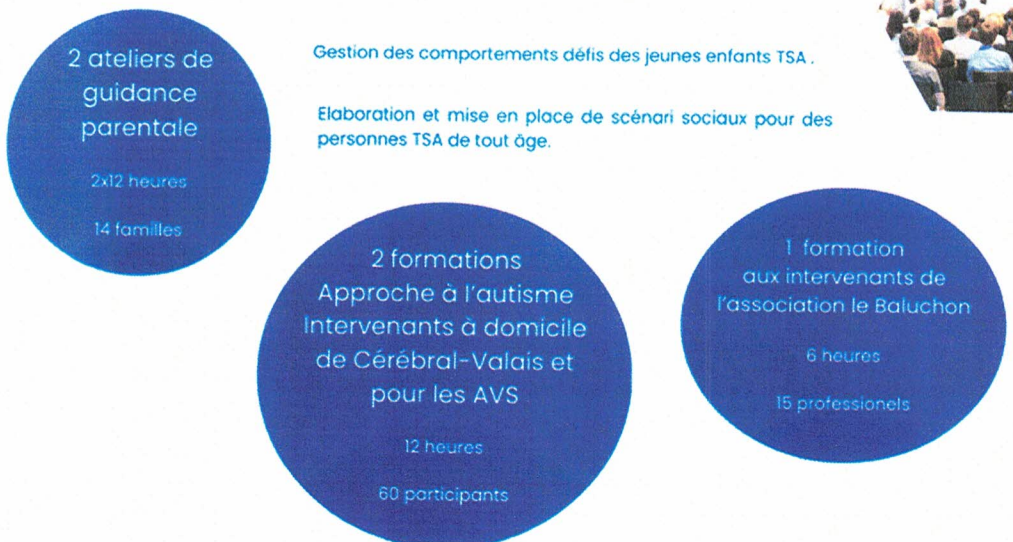 2 ateliers de
guidance
parentale
2x12 heures
14 familles
Gestion des comportements défis des jeunes enfants TSA .
Elaboration et mise en place de scénari sociaux pour des
personnes TSA de tout âge.
2 formations
Approche à l'autisme
Intervenants à domicile
de Cérébral-Valais et
pour les AVS
12 heures
60 participants
1 formation
aux intervenants de
l'association le Baluchon
6 heures
15 professionels